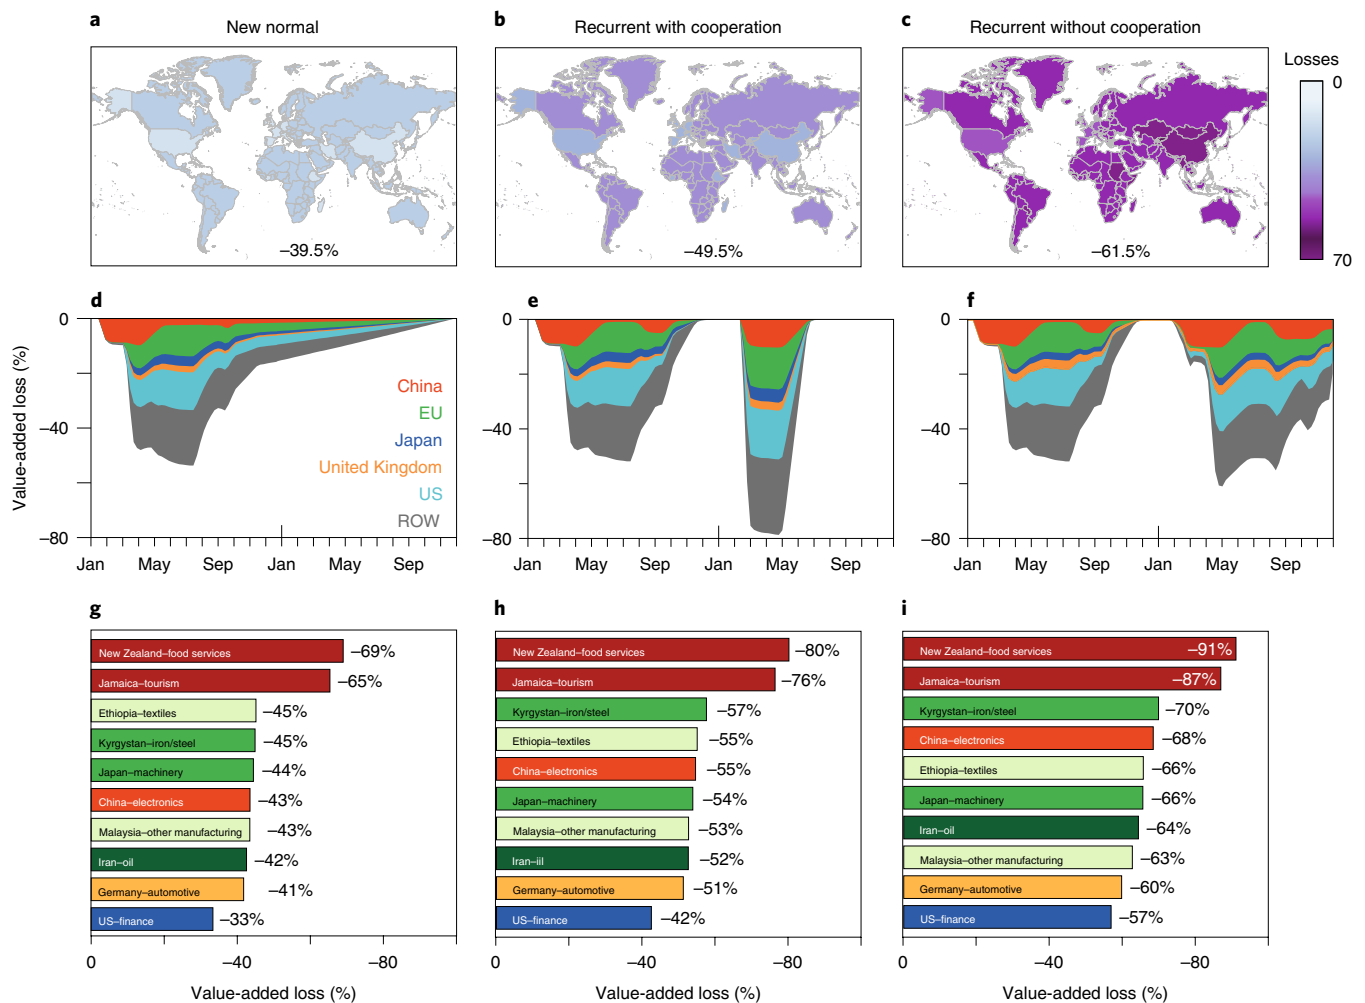 a
New normal
b
Recurrent with cooperation
c
Recurrent without cooperation
Losses
0
70
–39.5%
–49.5%
–61.5%
d
e
f
Value-added loss (%)
0
–40
–80
China
EU
Japan
United Kingdom
US
ROW
Jan May Sep Jan May Sep
0
–40
–80
Jan May Sep Jan May Sep
0
–40
–80
Jan May Sep Jan May Sep
g
New Zealand–food services –69%
Jamaica–tourism –65%
Ethiopia–textiles –45%
Kyrgystan–iron/steel –45%
Japan–machinery –44%
China–electronics –43%
Malaysia–other manufacturing –43%
Iran–oil –42%
Germany–automotive –41%
US–finance –33%
0 –40 –80
Value-added loss (%)
h
New Zealand–food services –80%
Jamaica–tourism –76%
Kyrgystan–iron/steel –57%
Ethiopia–textiles –55%
China–electronics –55%
Japan–machinery –54%
Malaysia–other manufacturing –53%
Iran–iil –52%
Germany–automotive –51%
US–finance –42%
0 –40 –80
Value-added loss (%)
i
New Zealand–food services –91%
Jamaica–tourism –87%
Kyrgystan–iron/steel –70%
China–electronics –68%
Ethiopia–textiles –66%
Japan–machinery –66%
Iran–oil –64%
Malaysia–other manufacturing –63%
Germany–automotive –60%
US–finance –57%
0 –40 –80
Value-added loss (%)